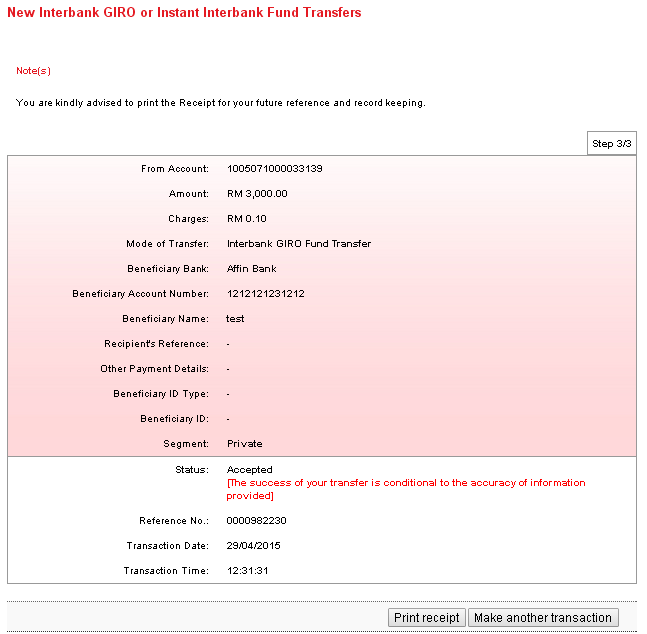 New Interbank GIRO or Instant Interbank Fund Transfers
Note(s)
You are kindly advised to print the Receipt for your future reference and record keeping.
Step 3/3
From Account: 1005071000033139
Amount: RM 3,000.00
Charges: RM 0.10
Mode of Transfer: Interbank GIRO Fund Transfer
Beneficiary Bank: Affin Bank
Beneficiary Account Number: 1212121231212
Beneficiary Name: test
Recipient's Reference: -
Other Payment Details: -
Beneficiary ID Type: -
Beneficiary ID: -
Segment: Private
Status: Accepted
[The success of your transfer is conditional to the accuracy of information
provided]
Reference No.: 0000982230
Transaction Date: 29/04/2015
Transaction Time: 12:31:31
Print receipt Make another transaction